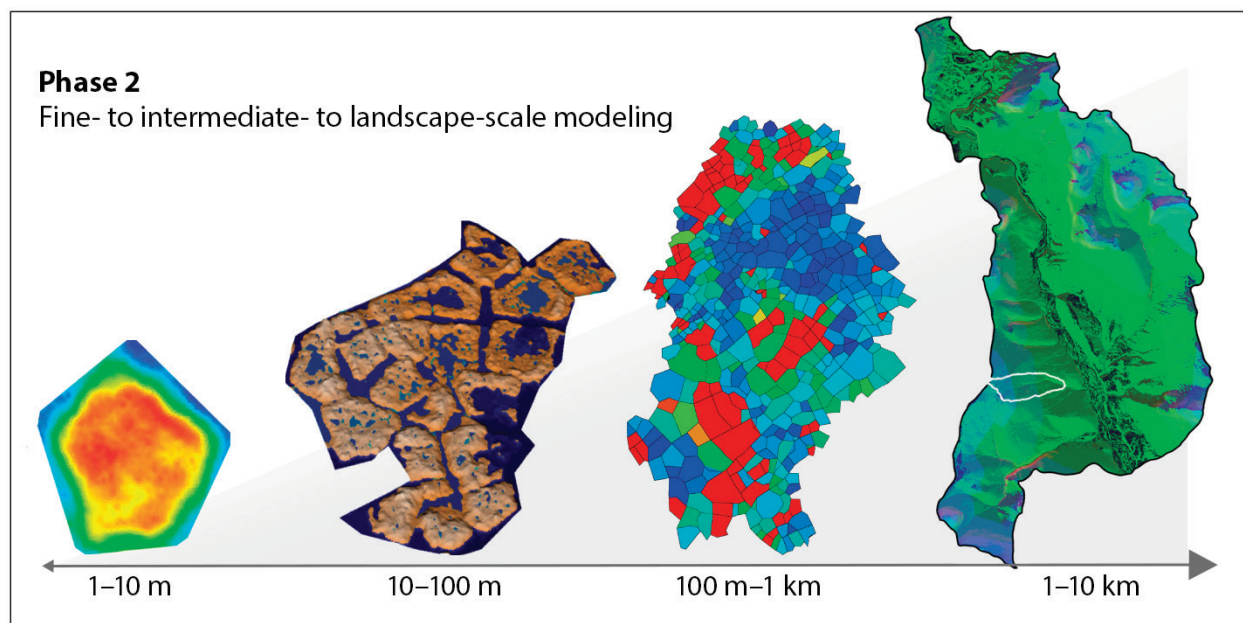 Phase 2
Fine- to intermediate- to landscape-scale modeling
1–10 m
10–100 m
100 m–1 km
1–10 km